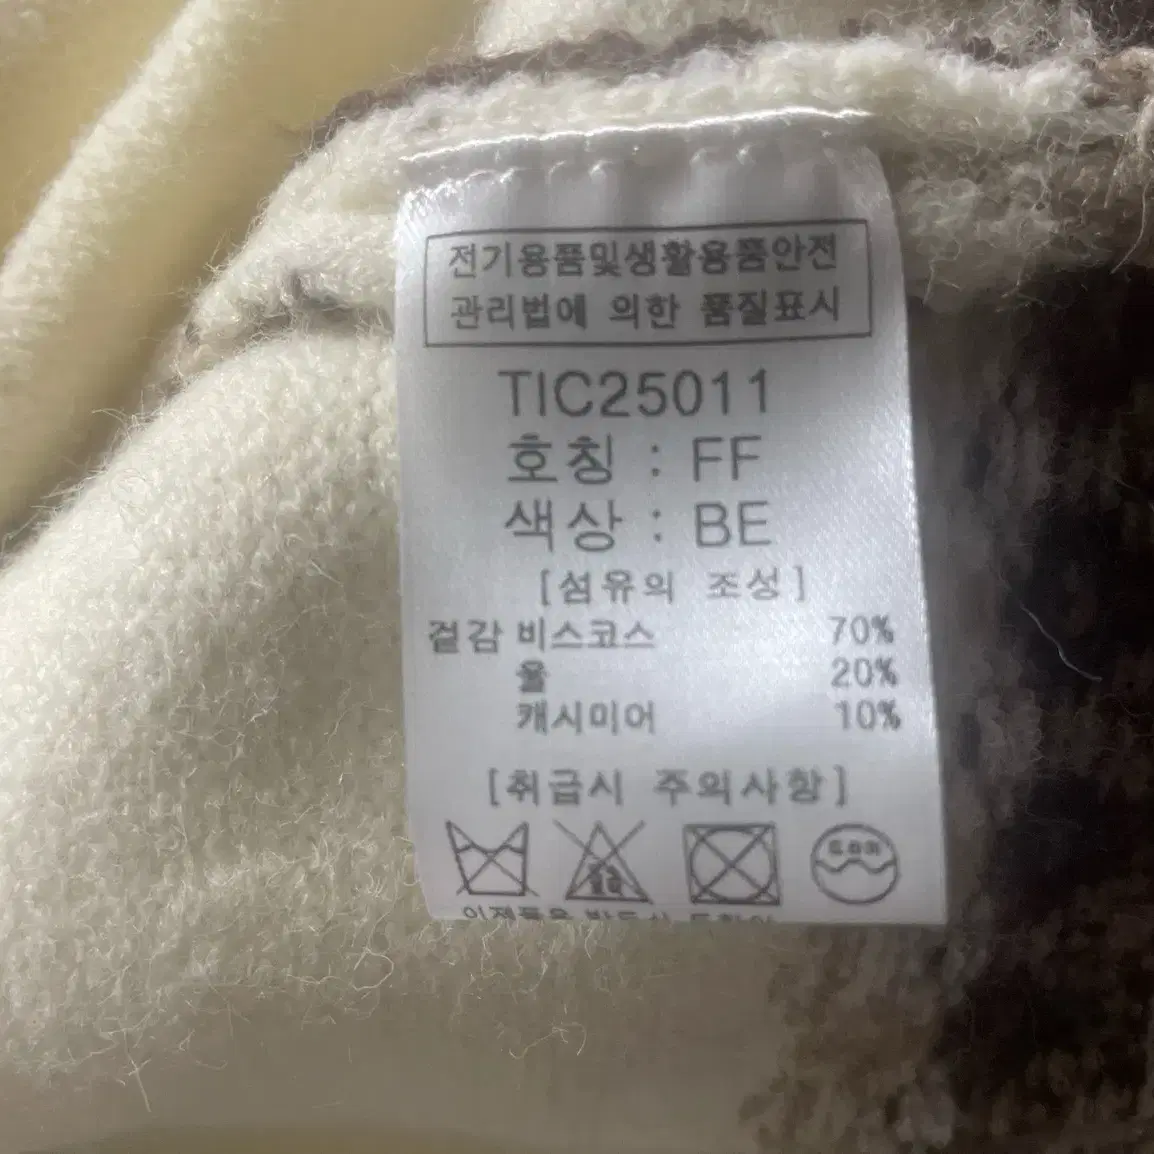 전기용품및생활용품안전
관리법에 의한 품질표시
TIC25011
호칭 : FF
색상 : BE
[섬유의 조성]
겉감 비스코스 70%
울 20%
캐시미어 10%
[취급시 주의사항]